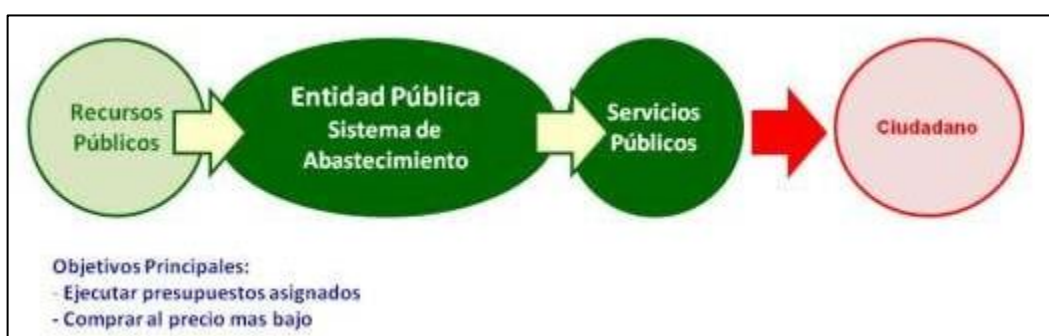 Recursos
Públicos
Entidad Pública
Sistema de
Abastecimiento
Servicios
Públicos
Ciudadano
Objetivos Principales:
- Ejecutar presupuestos asignados
- Comprar al precio mas bajo